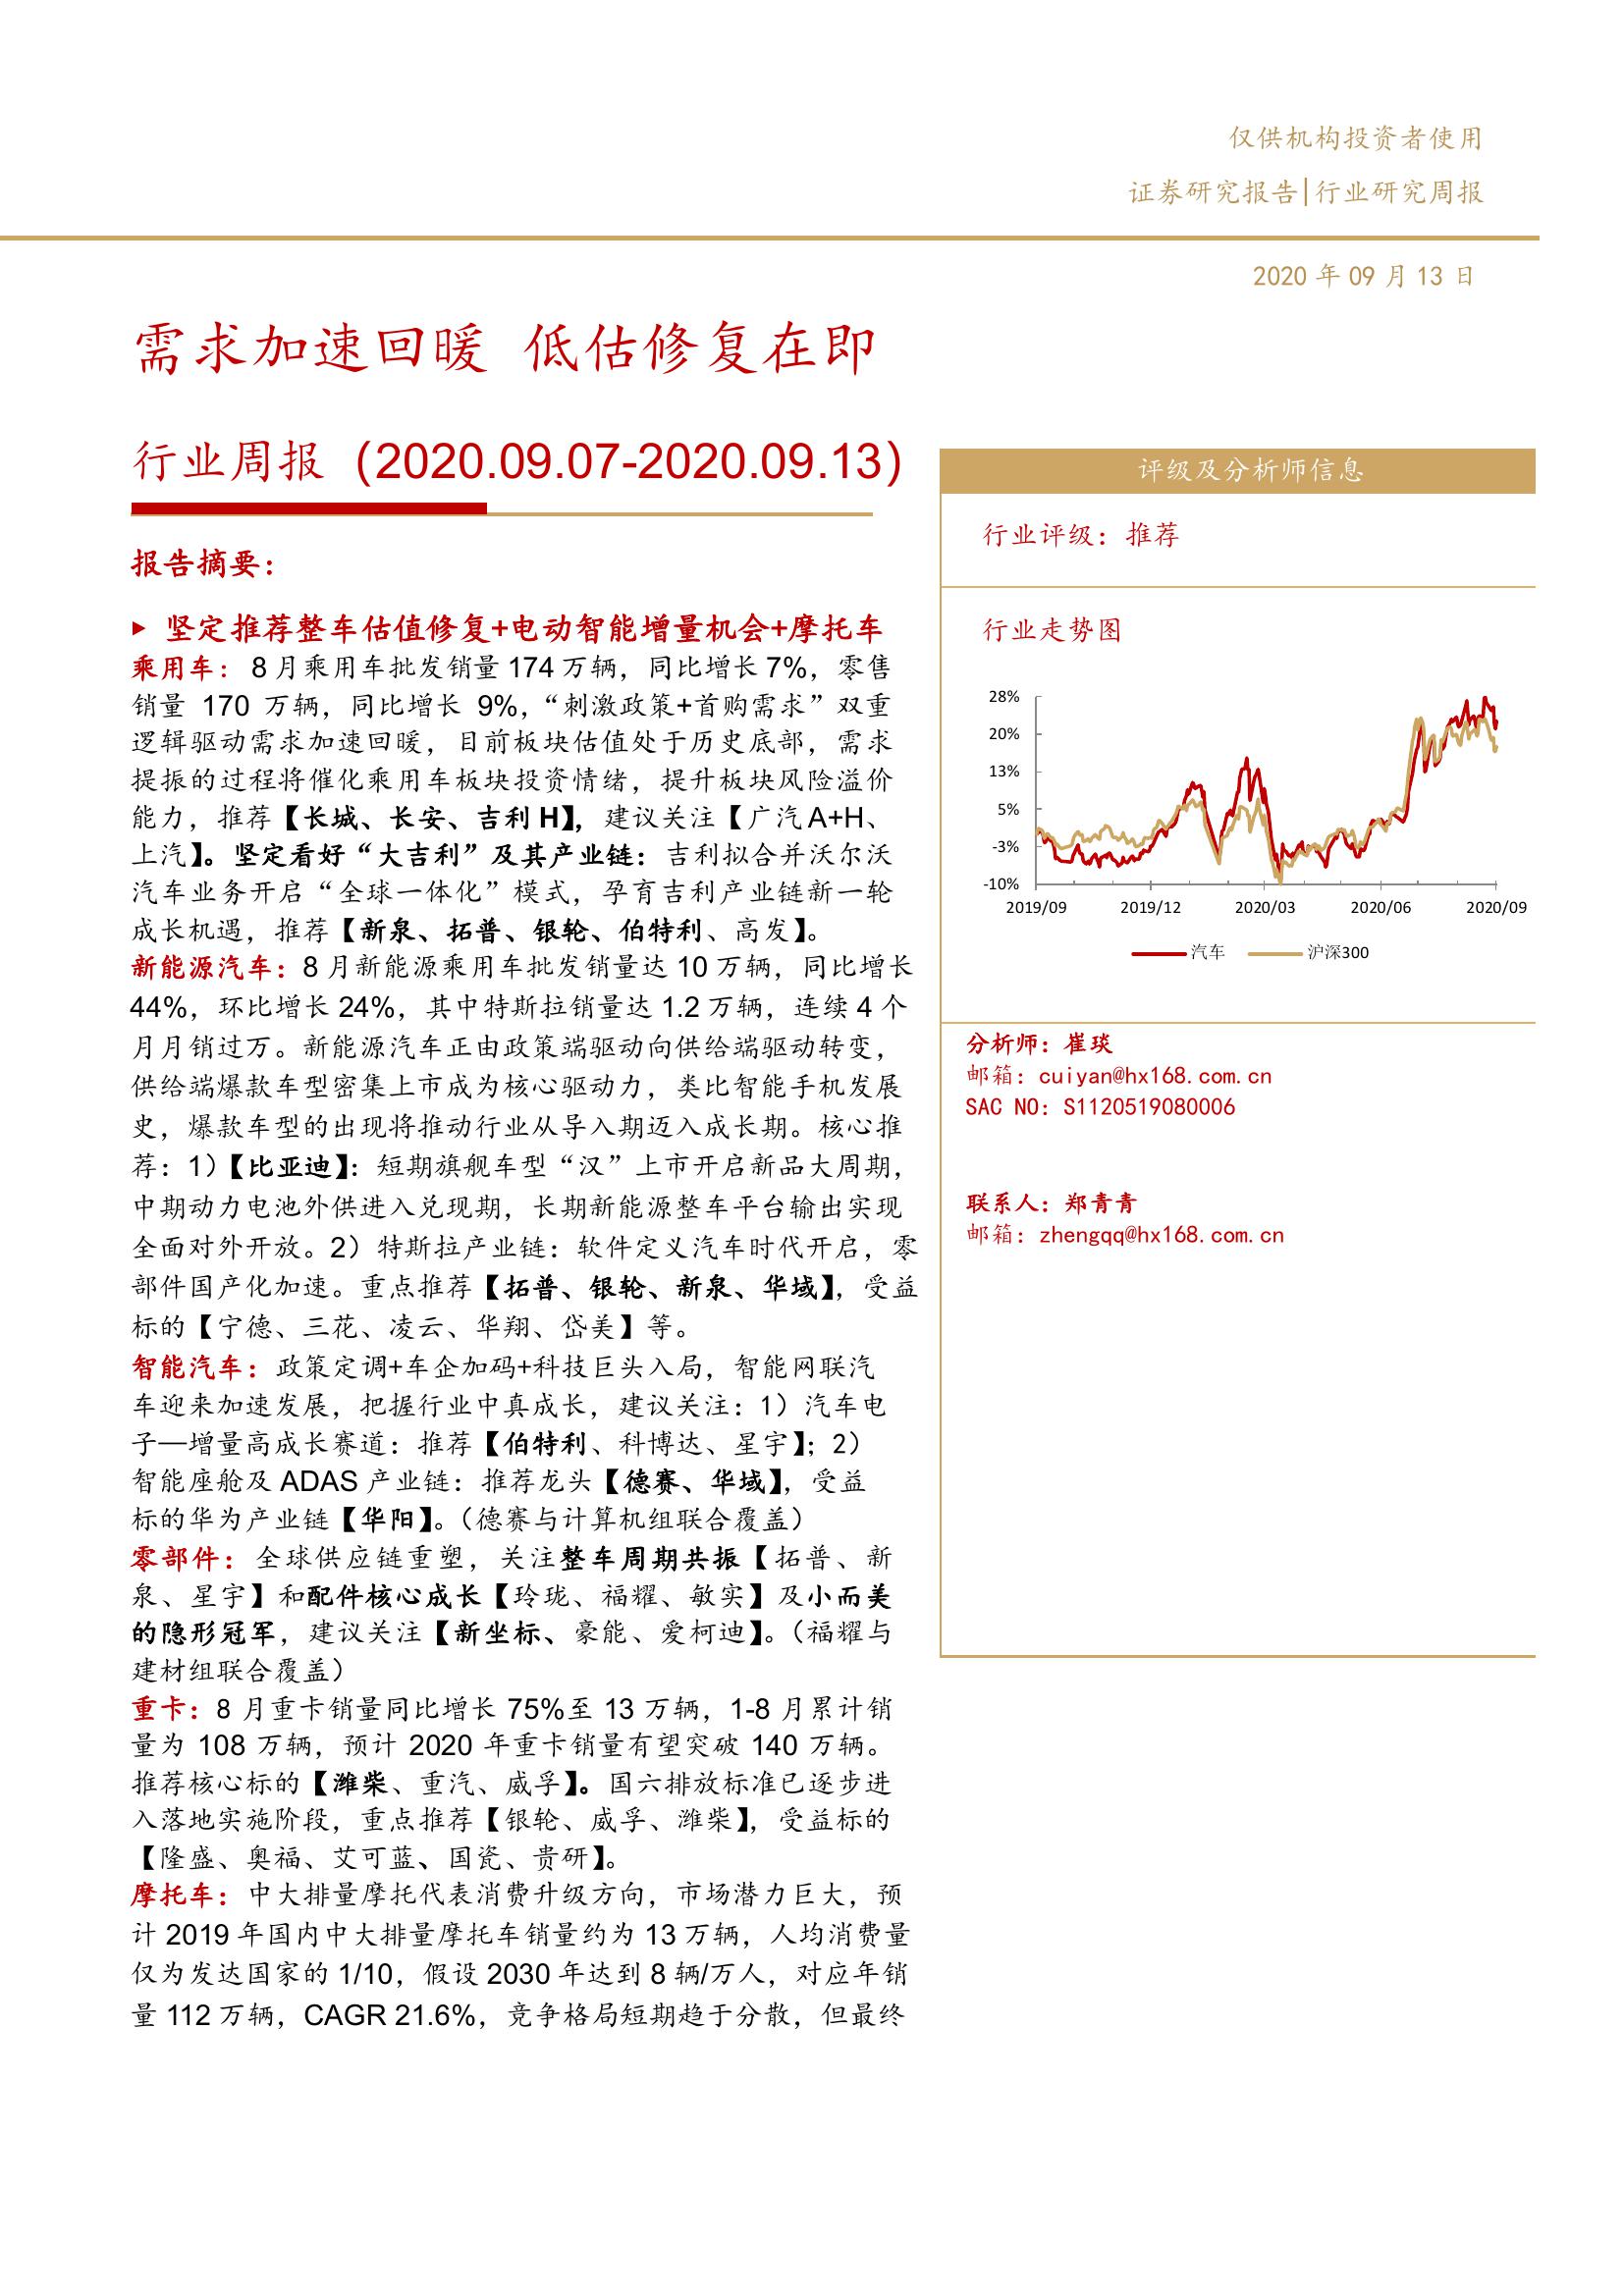 仅供机构投资者使用
证券研究报告|行业研究周报
2020 年 09 月 13 日
需求加速回暖 低估修复在即
行业周报（2020.09.07-2020.09.13）
报告摘要：
► 坚定推荐整车估值修复+电动智能增量机会+摩托车
乘用车：8 月乘用车批发销量 174 万辆，同比增长 7%，零售
销量 170 万辆，同比增长 9%，“刺激政策+首购需求”双重
逻辑驱动需求加速回暖，目前板块估值处于历史底部，需求
提振的过程将催化乘用车板块投资情绪，提升板块风险溢价
能力，推荐【长城、长安、吉利 H】，建议关注【广汽 A+H、
上汽】。坚定看好“大吉利”及其产业链：吉利拟合并沃尔沃
汽车业务开启“全球一体化”模式，孕育吉利产业链新一轮
成长机遇，推荐【新泉、拓普、银轮、伯特利、高发】。
新能源汽车：8 月新能源乘用车批发销量达 10 万辆，同比增长
44%，环比增长 24%，其中特斯拉销量达 1.2 万辆，连续 4 个
月月销过万。新能源汽车正由政策端驱动向供给端驱动转变，
供给端爆款车型密集上市成为核心驱动力，类比智能手机发展
史，爆款车型的出现将推动行业从导入期迈入成长期。核心推
荐：1）【比亚迪】：短期旗舰车型“汉”上市开启新品大周期，
中期动力电池外供进入兑现期，长期新能源整车平台输出实现
全面对外开放。2）特斯拉产业链：软件定义汽车时代开启，零
部件国产化加速。重点推荐【拓普、银轮、新泉、华域】，受益
标的【宁德、三花、凌云、华翔、岱美】等。
智能汽车：政策定调+车企加码+科技巨头入局，智能网联汽
车迎来加速发展，把握行业中真成长，建议关注：1）汽车电
子—增量高成长赛道：推荐【伯特利、科博达、星宇】；2）
智能座舱及 ADAS 产业链：推荐龙头【德赛、华域】，受益
标的华为产业链【华阳】。（德赛与计算机组联合覆盖）
零部件：全球供应链重塑，关注整车周期共振【拓普、新
泉、星宇】和配件核心成长【玲珑、福耀、敏实】及小而美
的隐形冠军，建议关注【新坐标、豪能、爱柯迪】。（福耀与
建材组联合覆盖）
重卡：8 月重卡销量同比增长 75%至 13 万辆，1-8 月累计销
量为 108 万辆，预计 2020 年重卡销量有望突破 140 万辆。
推荐核心标的【潍柴、重汽、威孚】。国六排放标准已逐步进
入落地实施阶段，重点推荐【银轮、威孚、潍柴】，受益标的
【隆盛、奥福、艾可蓝、国瓷、贵研】。
摩托车：中大排量摩托代表消费升级方向，市场潜力巨大，预
计 2019 年国内中大排量摩托车销量约为 13 万辆，人均消费量
仅为发达国家的 1/10，假设 2030 年达到 8 辆/万人，对应年销
量 112 万辆，CAGR 21.6%，竞争格局短期趋于分散，但最终
评级及分析师信息
行业评级：推荐
行业走势图
28%
20%
13%
5%
-3%
-10%
2019/09 2019/12 2020/03 2020/06 2020/09
汽车 沪深300
分析师：崔琰
邮箱：cuiyan@hx168.com.cn
SAC NO：S1120519080006
联系人：郑青青
邮箱：zhengqq@hx168.com.cn